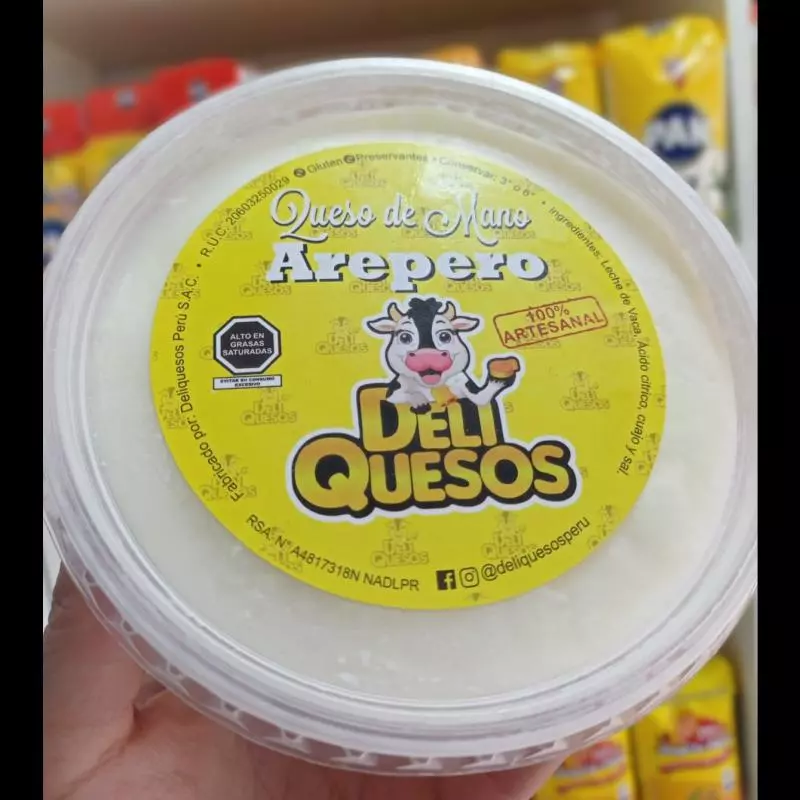 Fabricado por: Deliquesos Perú S.A.C. • R.U.C. 20603250029 Gluten Preservantes • Conservar: 3° o 6° • Ingredientes: Leche de Vaca, Acido cítrico, cuajo y sal.
Queso de Mano
Arepero
100%
ARTESANAL
ALTO EN
GRASAS
SATURADAS
EVITAR SU CONSUMO
EXCESIVO
DELI
QUESOS
RSA. N° A4817318N NADLPR
@deliquesosperu
PAN